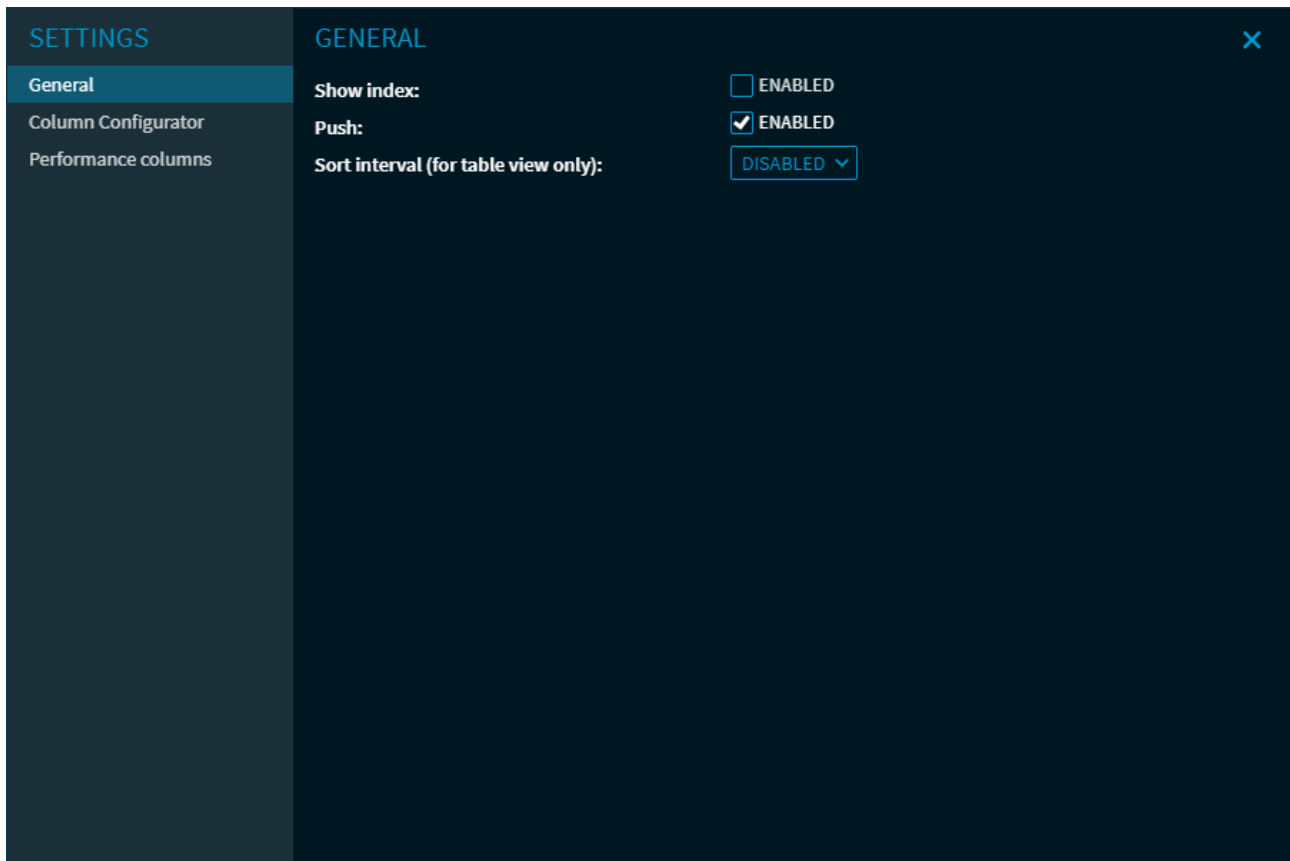 SETTINGS
General
Column Configurator
Performance columns
GENERAL
Show index: ENABLED
Push: ENABLED
Sort interval (for table view only): DISABLED